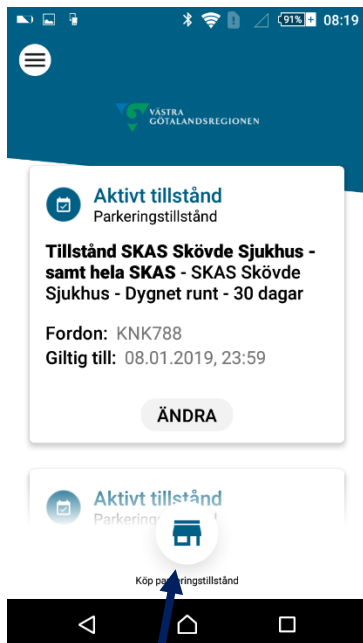 91% 08:19
VÄSTRA
GÖTALANDSREGIONEN
Aktivt tillstånd
Parkeringstillstånd
Tillstånd SKAS Skövde Sjukhus -
samt hela SKAS - SKAS Skövde
Sjukhus - Dygnet runt - 30 dagar
Fordon: KNK788
Giltig till: 08.01.2019, 23:59
ÄNDRA
Aktivt tillstånd
Köp parkeringstillstånd